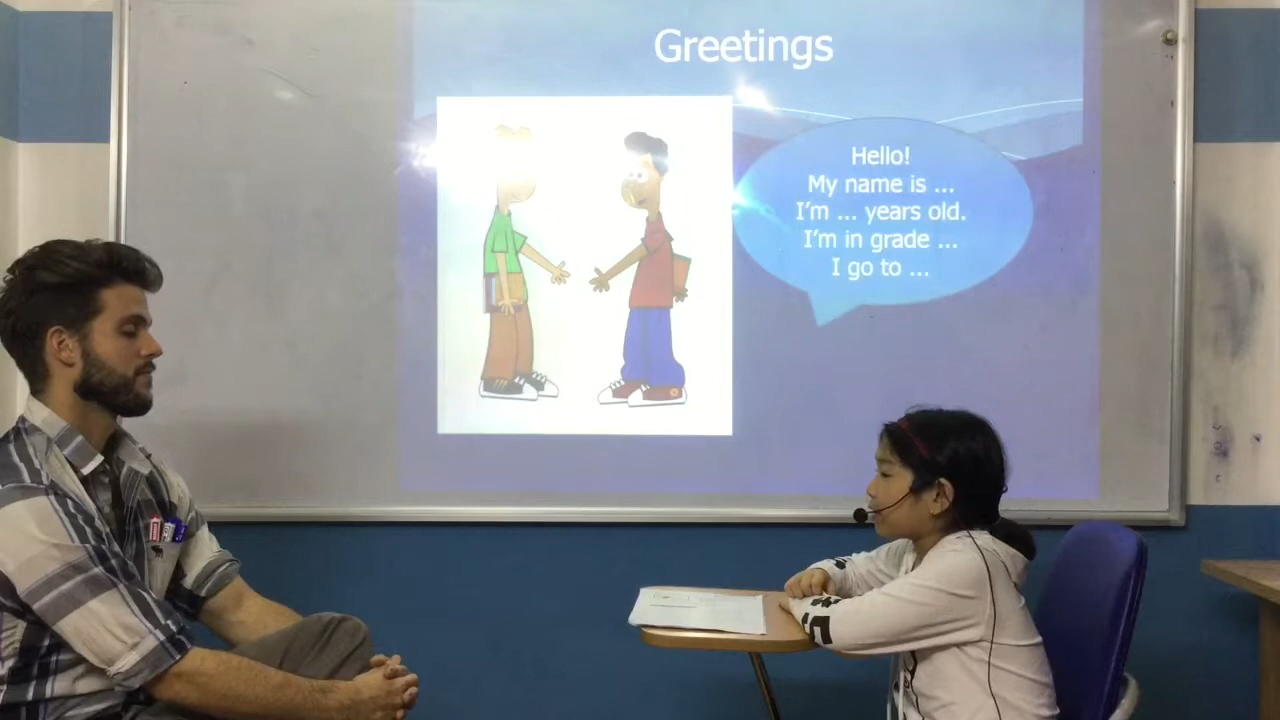 Greetings
Hello!
My name is ...
I'm ... years old.
I'm in grade ...
I go to ...